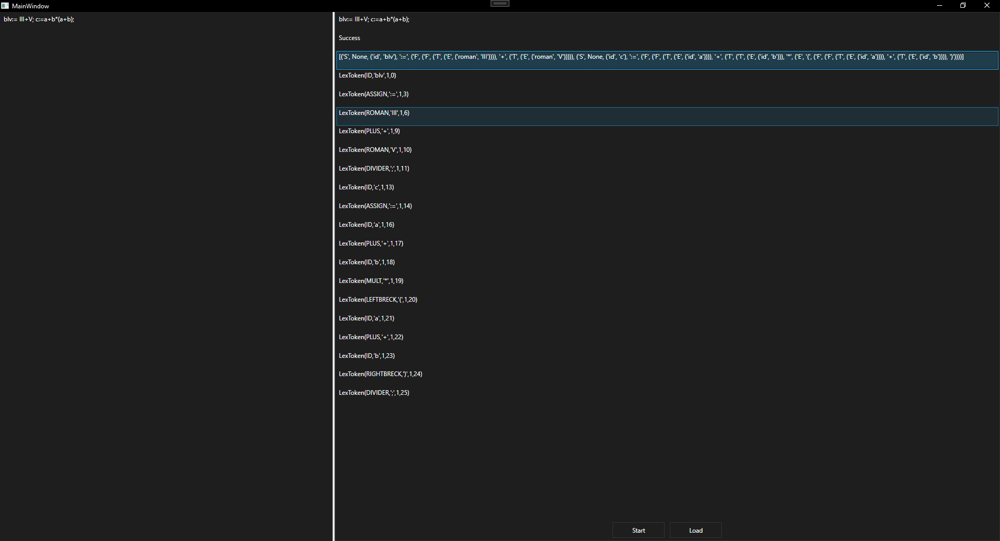 MainWindow
blv:= III+V; c:=a+b*(a+b);
blv:= III+V; c:=a+b*(a+b);
Success
[('S', None, ('id', 'blv'), ':=', ('F', ('F', ('T', ('E', ('roman', 'III')))), '+', ('T', ('E', ('roman', 'V'))))), ('S', None, ('id', 'c'), ':=', ('F', ('F', ('T', ('E', ('id', 'a')))), '+', ('T', ('T', ('E', ('id', 'b'))), '*', ('E', '(', ('F', ('F', ('T', ('E', ('id', 'a')))), '+', ('T', ('E', ('id', 'b')))), ')'))))]
LexToken(ID,'blv',1,0)
LexToken(ASSIGN,':=',1,3)
LexToken(ROMAN,'III',1,6)
LexToken(PLUS,'+',1,9)
LexToken(ROMAN,'V',1,10)
LexToken(DIVIDER,';',1,11)
LexToken(ID,'c',1,13)
LexToken(ASSIGN,':=',1,14)
LexToken(ID,'a',1,16)
LexToken(PLUS,'+',1,17)
LexToken(ID,'b',1,18)
LexToken(MULT,'*',1,19)
LexToken(LEFTBRECK,'(',1,20)
LexToken(ID,'a',1,21)
LexToken(PLUS,'+',1,22)
LexToken(ID,'b',1,23)
LexToken(RIGHTBRECK,')',1,24)
LexToken(DIVIDER,';',1,25)
Start Load